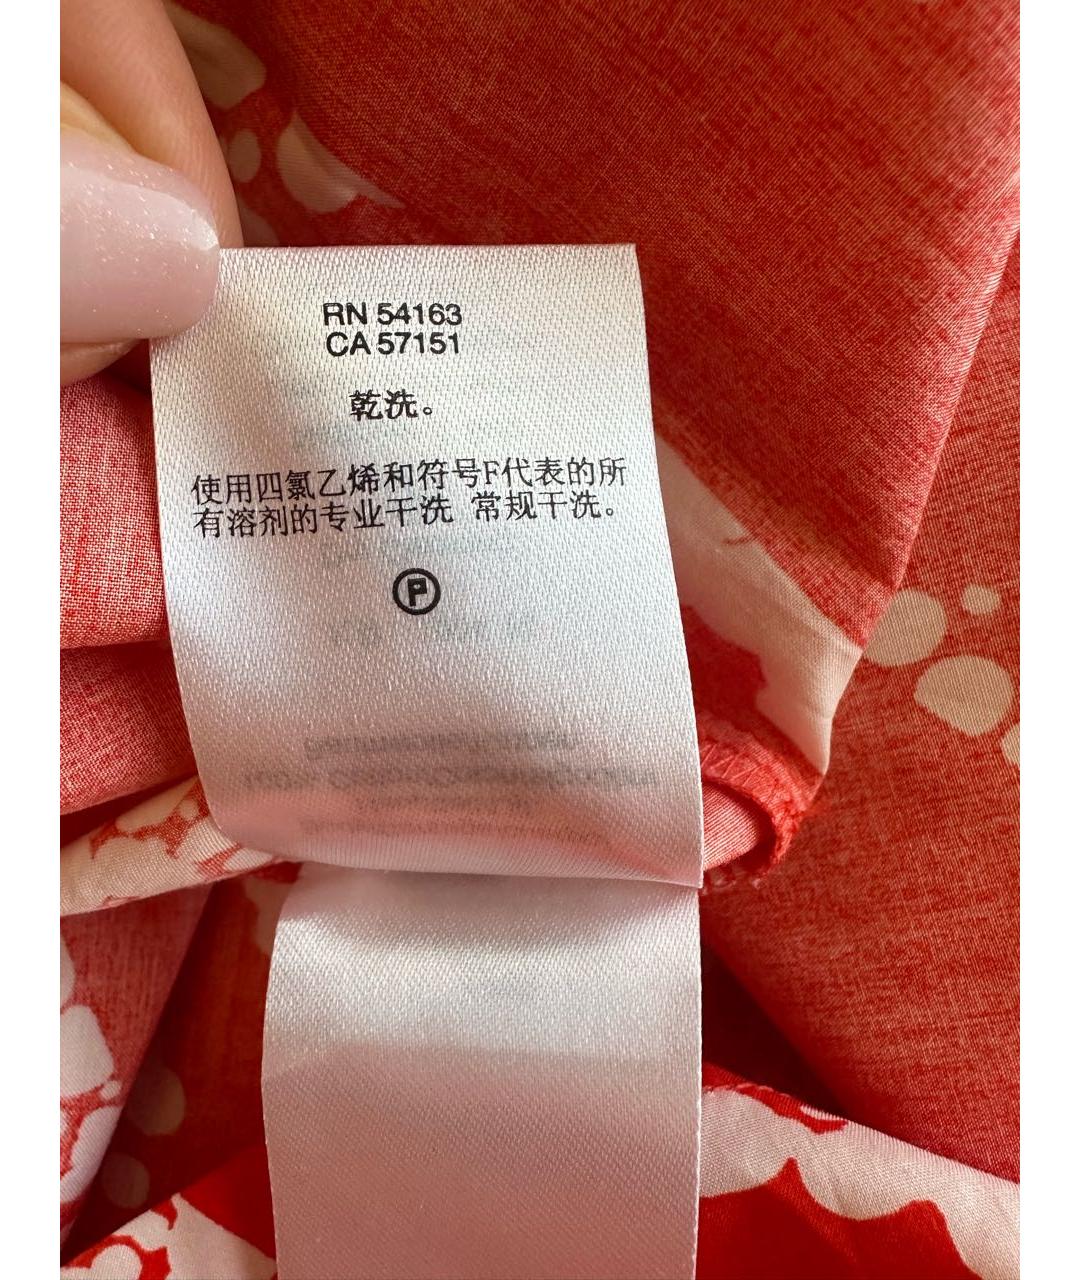 RN 54163
CA 57151
乾洗。
使用四氯乙烯和符号F代表的所
有溶剂的专业干洗 常规干洗。
P